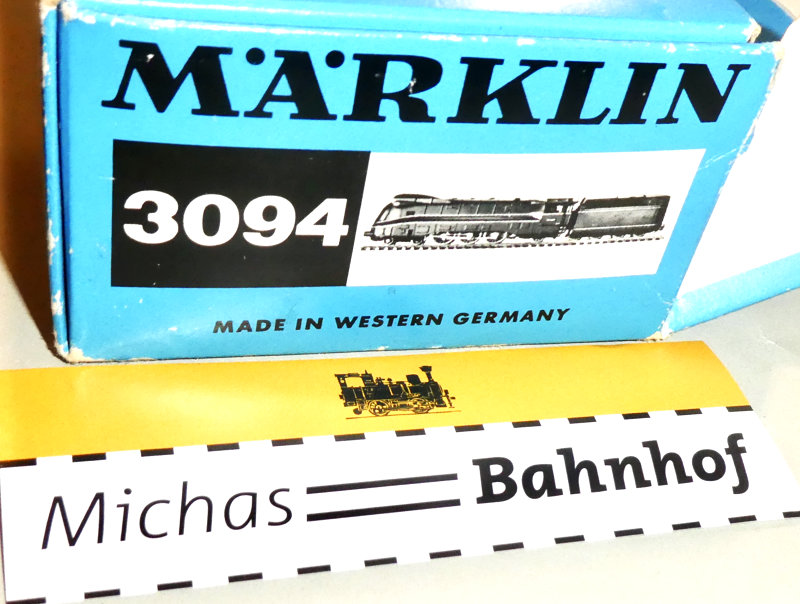 MÄRKLIN
3094
MADE IN WESTERN GERMANY
Michas Bahnhof